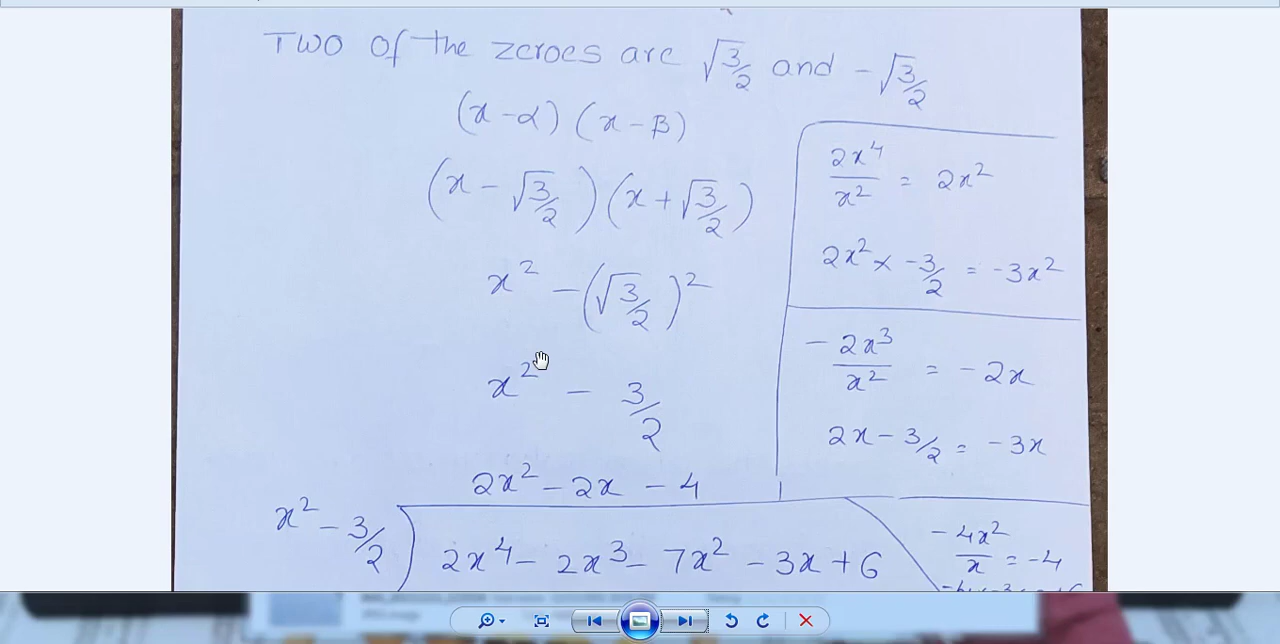 Two of the zeroes are √3/2 and -√3/2
(x-α) (x-β)
(x - √3/2) (x + √3/2)
x² - (√3/2)²
x² - 3/2
2x² - 2x - 4
x² - 3/2 ) 2x⁴ - 2x³ - 7x² - 3x + 6
2x⁴/x² = 2x²
2x² x -3/2 = -3x²
-2x³/x² = -2x
2x - 3/2 = -3x
-4x²/x = -4